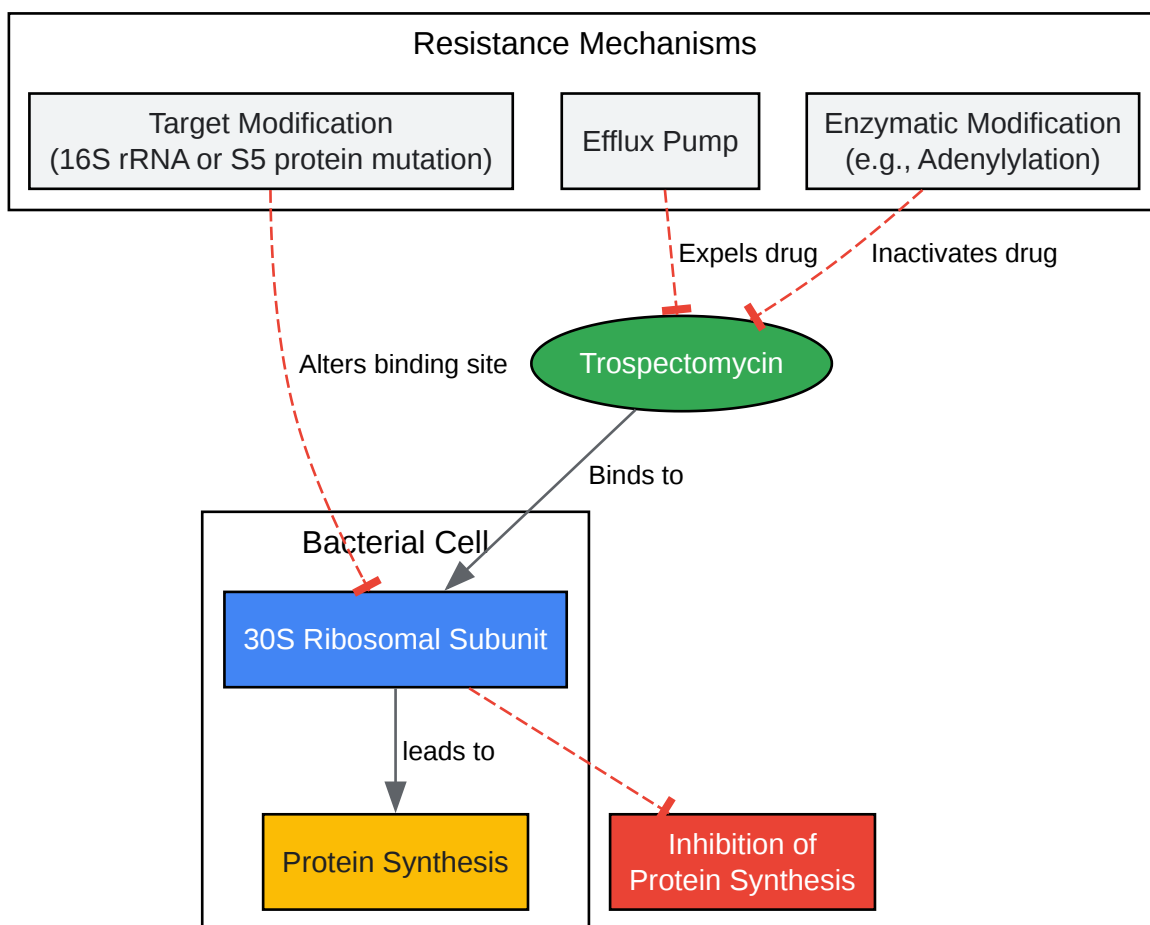 Resistance Mechanisms
Target Modification
(16S rRNA or S5 protein mutation)
Efflux Pump
Enzymatic Modification
(e.g., Adenylylation)
Expels drug
Inactivates drug
Alters binding site
Trospectomycin
Binds to
Bacterial Cell
30S Ribosomal Subunit
leads to
Protein Synthesis
Inhibition of
Protein Synthesis